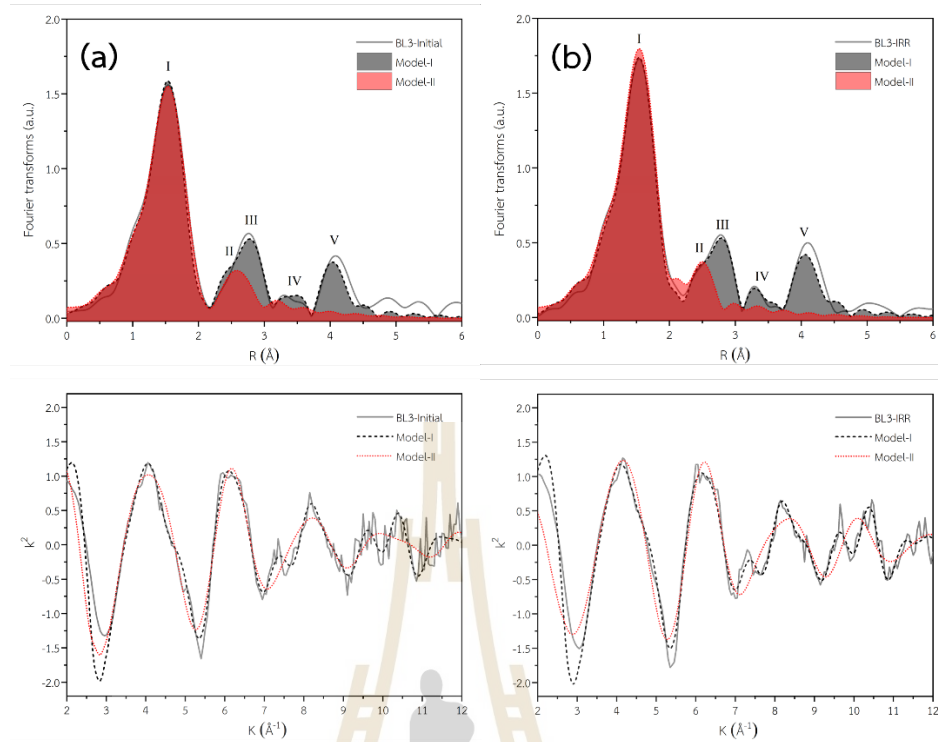 (a)
BL3-Initial
Model-I
Model-II
I
II
III
IV
V
Fourier transforms (a.u.)
2.0
1.5
1.0
0.5
0.0
0 1 2 3 4 5 6
R (Å)
(b)
BL3-IRR
Model-I
Model-II
I
II
III
IV
V
Fourier transforms (a.u.)
2.0
1.5
1.0
0.5
0.0
0 1 2 3 4 5 6
R (Å)
BL3-Initial
Model-I
Model-II
k²
2.0
1.5
1.0
0.5
0.0
-0.5
-1.0
-1.5
-2.0
2 3 4 5 6 7 8 9 10 11 12
K (Å⁻¹)
BL3-IRR
Model-I
Model-II
k²
2.0
1.5
1.0
0.5
0.0
-0.5
-1.0
-1.5
-2.0
2 3 4 5 6 7 8 9 10 11 12
K (Å⁻¹)